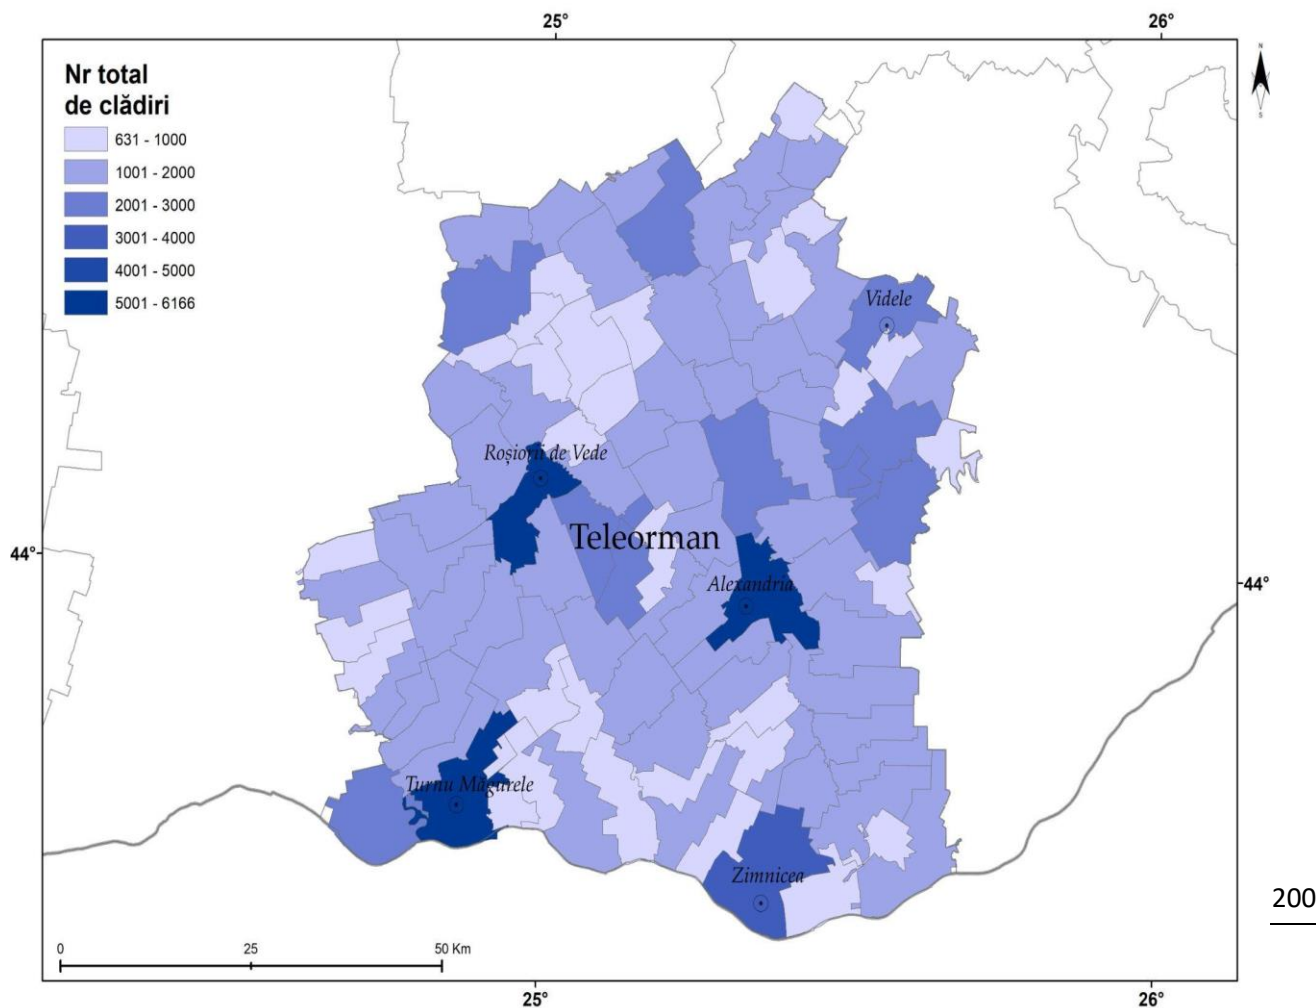 25°
26°
N
Nr total
de clădiri
631 - 1000
1001 - 2000
2001 - 3000
3001 - 4000
4001 - 5000
5001 - 6166
S
Videle
Roșiorii de Vede
Teleorman
44°
44°
Alexandria
Turnu Măgurele
Zimnicea
200
0
25
50 Km
25°
26°